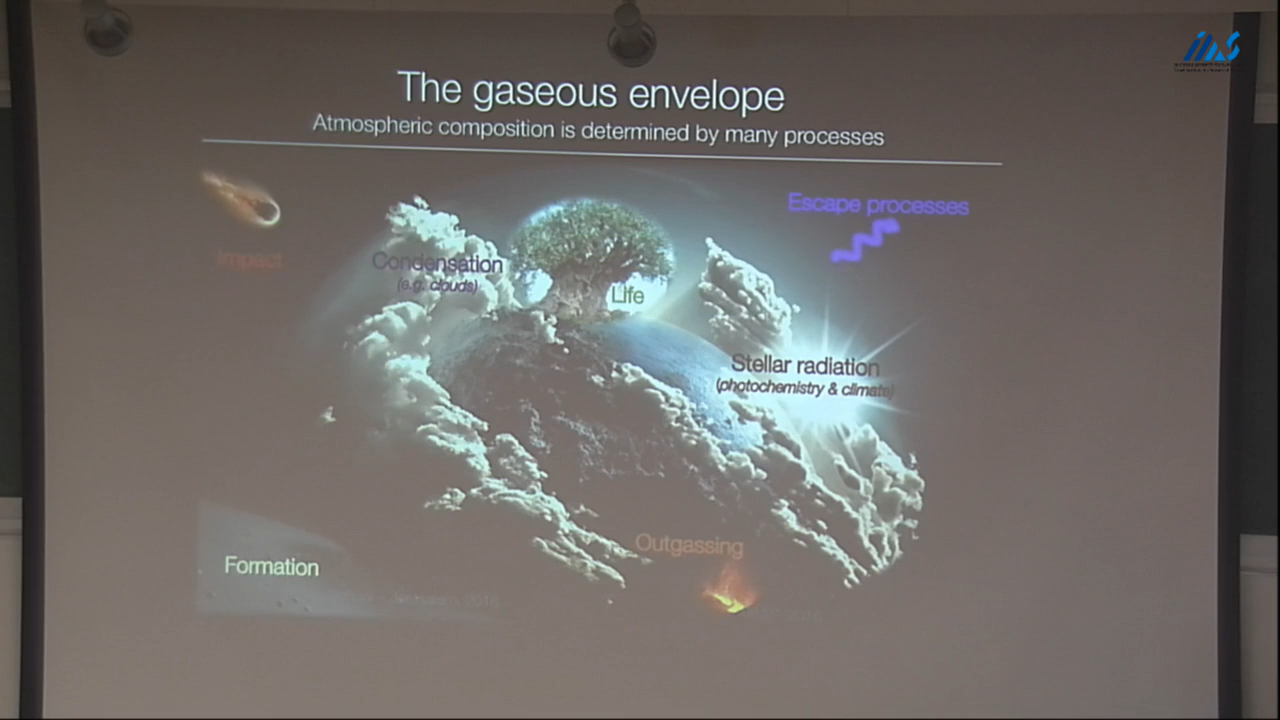 The gaseous envelope
Atmospheric composition is determined by many processes
Escape processes
Impact
Condensation
(e.g. clouds)
Life
Stellar radiation
(photochemistry & climate)
Outgassing
Formation